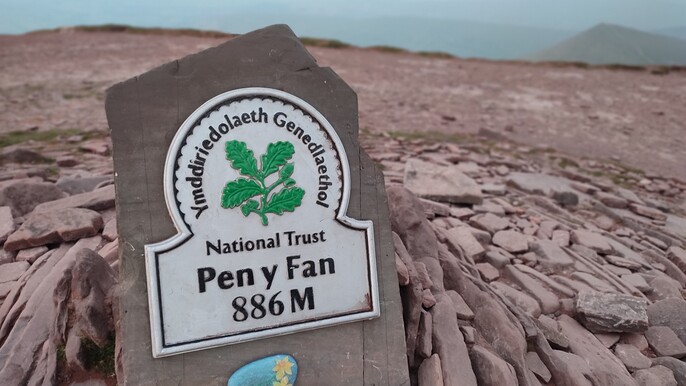 Ymddiriedolaeth Genedlaethol
National Trust
Pen y Fan
886 M